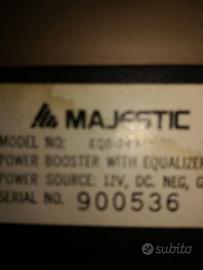 MAJESTIC
MODEL NO:
POWER BOOSTER WITH EQUALIZER
POWER SOURCE: 12V, DC. NEG, G
SERIAL NO. 900536
subito